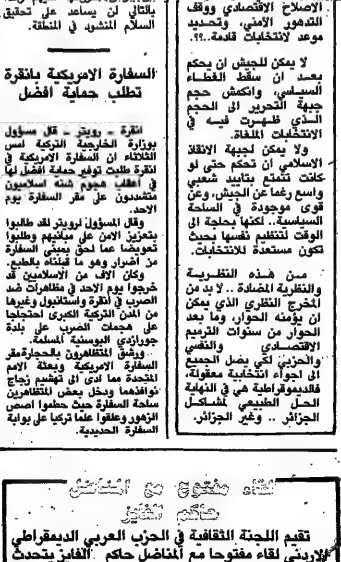 الاصلاح الاقتصادي ووقف
التدهور الامني، وتحديد
موعد لانتخابات قادمة..؟؟.
لا يمكن للجيش ان يحكم
بعد ان سقط الغطاء
السياسي، وانكمش حجم
جبهة التحرير الى الحجم
الذي ظهرت فيه في
الانتخابات الملغاة.
ولا يمكن لجبهة الانقاذ
الاسلامي ان تحكم حتى لو
كانت تتمتع بتأييد شعبي
واسع رغما عن الجيش، وعن
قوى موجودة في الساحة
السياسية.. لكنها بحاجة الى
الوقت لتنظيم نفسها بحيث
تكون مستعدة للانتخابات.
من هذه النظرية
والنظرية المضادة .. لا بد من
المخرج النظري الذي يمكن
ان يؤمنه الحوار، وما بعد
الحوار من سنوات الترميم
الاقتصادي والنفسي
والحزبي لكي يصل الجميع
الى اجواء انتخابية معقولة،
فالديموقراطية هي في النهاية
الحل الطبيعي لمشاكل
الجزائر .. وغير الجزائر.
بالتالي ان يساعد على تحقيق
السلام المنشود في المنطقة.
السفارة الامريكية بانقرة
تطلب حماية افضل
انقرة - رويتر - قال مسؤول
بوزارة الخارجية التركية امس
الثلاثاء ان السفارة الامريكية في
انقرة طلبت توفير حماية افضل لها
في اعقاب هجوم شنه اسلاميون
متشددون على مقر السفارة يوم
الاحد.
وقال المسؤول لرويتر لقد طالبوا
بتعزيز الامن على مبانيهم وطلبوا
تعويضا عما لحق بمبنى السفارة
من اضرار وهو ما قبلناه بالطبع.
وكان الاف من الاسلاميين قد
خرجوا يوم الاحد في مظاهرات ضد
الصرب في انقرة واستانبول وغيرها
من المدن التركية الكبرى احتجاجا
على هجمات الصرب على بلدة
جورازدي البوسنية المسلمة.
ورشق المتظاهرون بالحجارة مقر
السفارة الامريكية وبعثة الامم
المتحدة مما ادى الى تهشيم زجاج
نوافذهما ودخل بعض المتظاهرين
ساحة السفارة حيث حطموا اصص
الزهور وعلقوا علما تركيا على بوابة
السفارة الحديدية.
لقاء مفتوح مع المناضل
حاكم الفايز
تقيم اللجنة الثقافية في الحزب العربي الديمقراطي
الاردني لقاء مفتوحا مع المناضل حاكم الفايز يتحدث